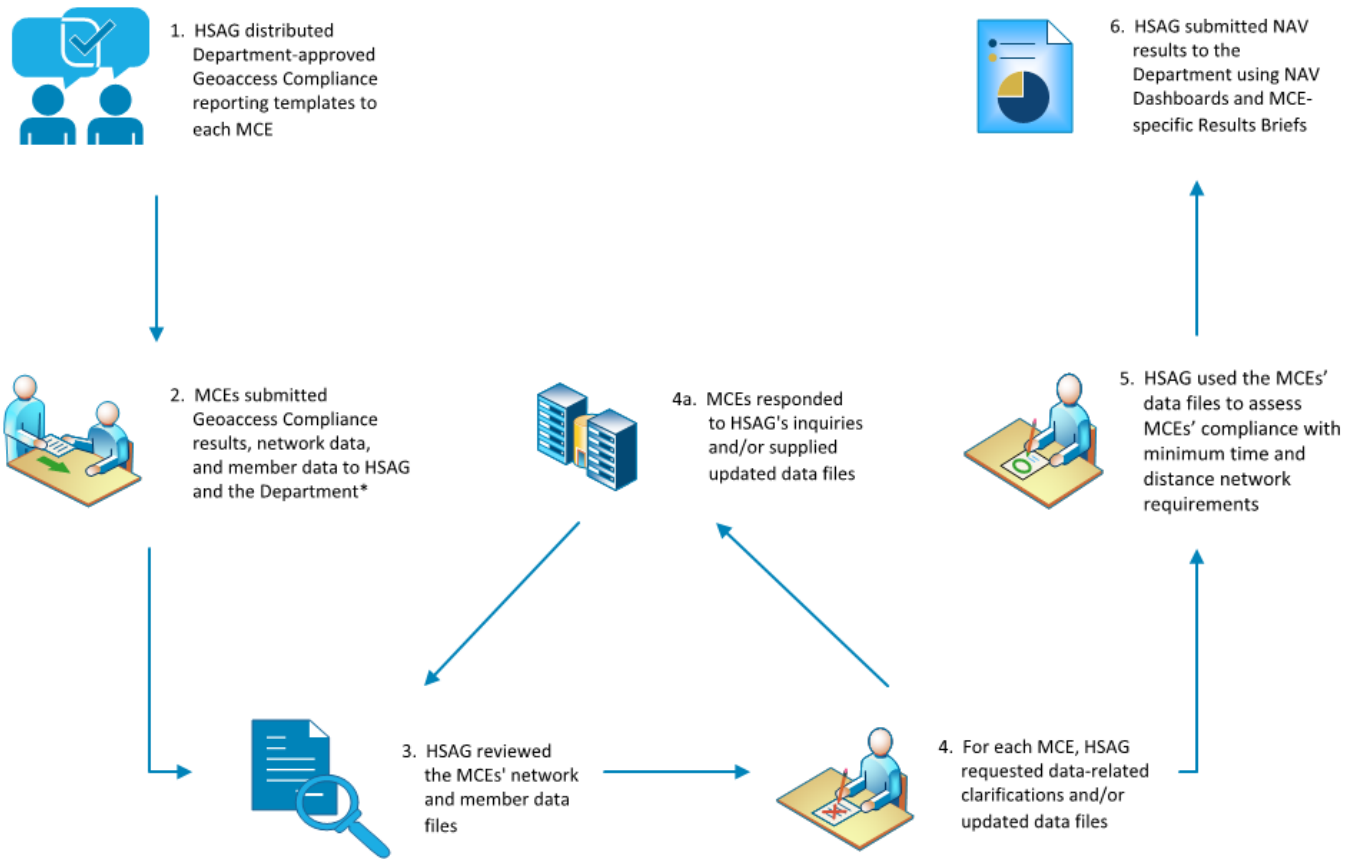 1. HSAG distributed
Department-approved
Geoaccess Compliance
reporting templates to
each MCE
2. MCEs submitted
Geoaccess Compliance
results, network data,
and member data to HSAG
and the Department*
3. HSAG reviewed
the MCEs' network
and member data
files
4. For each MCE, HSAG
requested data-related
clarifications and/or
updated data files
4a. MCEs responded
to HSAG's inquiries
and/or supplied
updated data files
5. HSAG used the MCEs’
data files to assess
MCEs’ compliance with
minimum time and
distance network
requirements
6. HSAG submitted NAV
results to the
Department using NAV
Dashboards and MCE-
specific Results Briefs